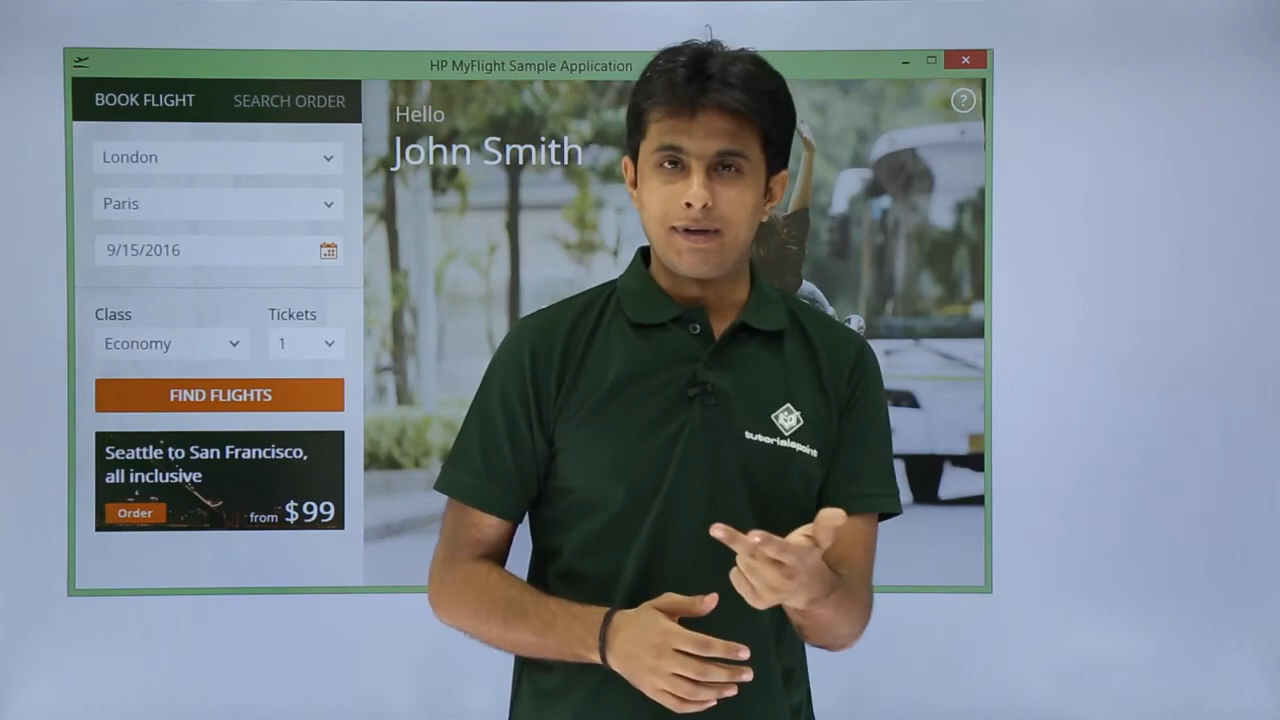 HP MyFlight Sample Application
BOOK FLIGHT
SEARCH ORDER
London
Paris
9/15/2016
Class
Tickets
Economy
1
FIND FLIGHTS
Seattle to San Francisco,
all inclusive
Order
from $99
Hello
John Smith
?
tutorialspoint